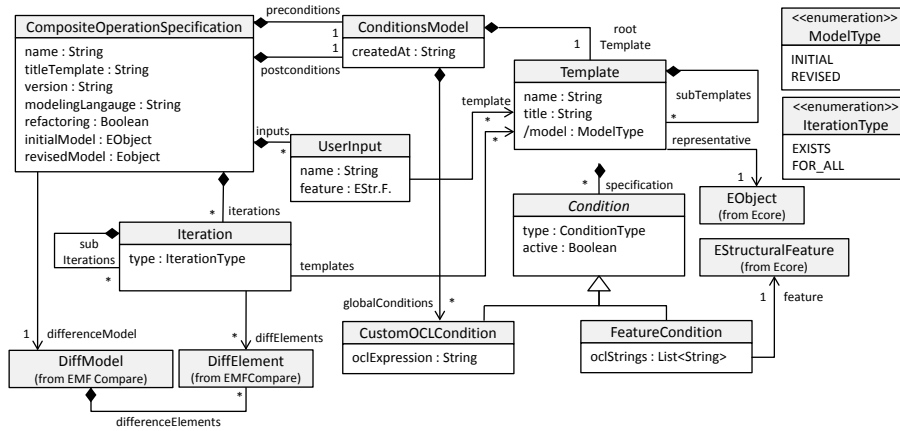 CompositeOperationSpecification
name : String
titleTemplate : String
version : String
modelingLangauge : String
refactoring : Boolean
initialModel : EObject
revisedModel : Eobject
preconditions
1
1
postconditions
ConditionsModel
createdAt : String
1
root
Template
<<enumeration>>
ModelType
INITIAL
REVISED
<<enumeration>>
IterationType
EXISTS
FOR_ALL
Template
name : String
title : String
/model : ModelType
subTemplates
*
template
*
*
inputs
*
UserInput
name : String
feature : EStr.F.
representative
1
EObject
(from Ecore)
* specification
Condition
type : ConditionType
active : Boolean
* iterations
Iteration
type : IterationType
sub
Iterations
*
templates
EStructuralFeature
(from Ecore)
1 feature
globalConditions *
CustomOCLCondition
oclExpression : String
FeatureCondition
oclStrings : List<String>
1 differenceModel
* diffElements
DiffModel
(from EMF Compare)
DiffElement
(from EMFCompare)
*
differenceElements